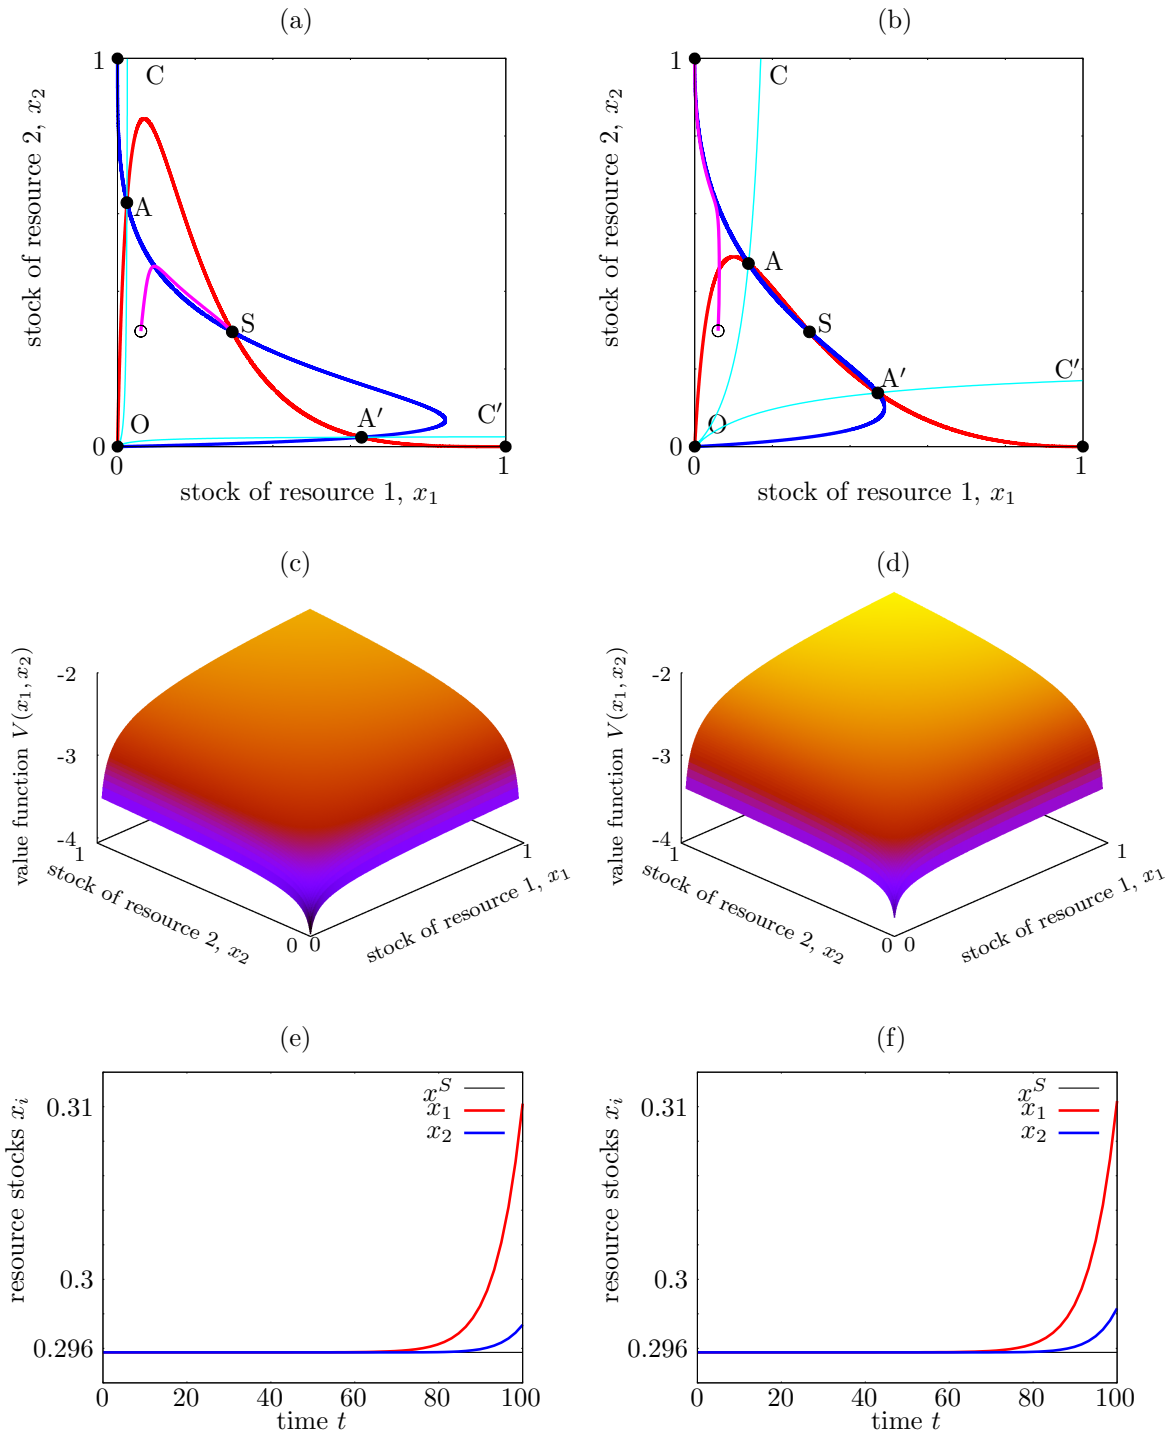 (a)
(b)
stock of resource 2, x₂
1
C
A
S
A′
C′
O
0
0
1
stock of resource 1, x₁
stock of resource 2, x₂
1
C
A
S
A′
C′
O
0
0
1
stock of resource 1, x₁
(c)
(d)
value function V(x₁, x₂)
-2
-3
-4
1
0
0
1
stock of resource 2, x₂
stock of resource 1, x₁
value function V(x₁, x₂)
-2
-3
-4
1
0
0
1
stock of resource 2, x₂
stock of resource 1, x₁
(e)
(f)
resource stocks xᵢ
0.31
0.3
0.296
xˢ
x₁
x₂
0 20 40 60 80 100
time t
resource stocks xᵢ
0.31
0.3
0.296
xˢ
x₁
x₂
0 20 40 60 80 100
time t